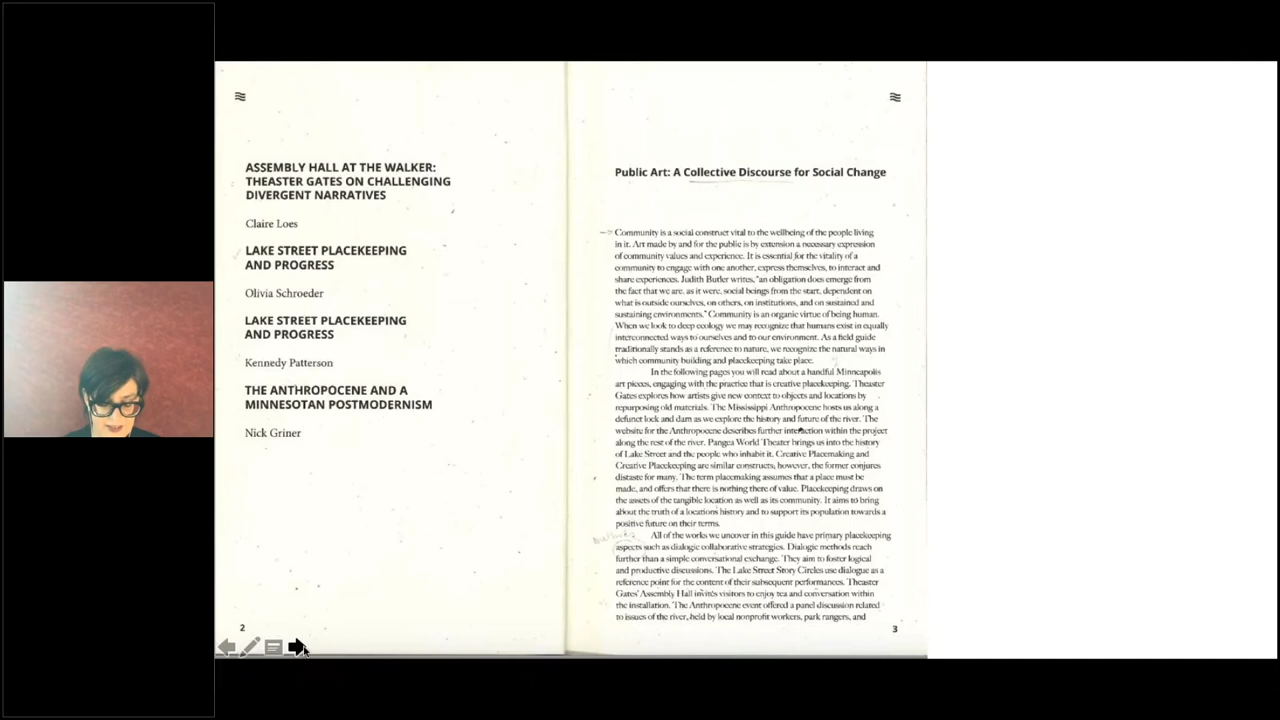 ASSEMBLY HALL AT THE WALKER:
THEASTER GATES ON CHALLENGING
DIVERGENT NARRATIVES
Claire Loes
LAKE STREET PLACEKEEPING
AND PROGRESS
Olivia Schroeder
LAKE STREET PLACEKEEPING
AND PROGRESS
Kennedy Patterson
THE ANTHROPOCENE AND A
MINNESOTAN POSTMODERNISM
Nick Griner
2
Public Art: A Collective Discourse for Social Change
Community is a social construct vital to the wellbeing of the people living
in it. Art made by and for the public is by extension a necessary expression
of community values and experience. It is essential for the vitality of a
community to engage with one another, express themselves, to interact and
share experiences. Judith Butler writes, "an obligation does emerge from
the fact that we are, as it were, social beings from the start, dependent on
what is outside ourselves, on others, on institutions, and on sustained and
sustaining environments." Community is an organic virtue of being human.
When we look to deep ecology we may recognize that humans exist in equally
interconnected ways to ourselves and to our environment. As a field guide
traditionally stands as a reference to nature, we recognize the natural ways in
which community building and placekeeping take place.
In the following pages you will read about a handful Minneapolis
art pieces, engaging with the practice that is creative placekeeping. Theaster
Gates explores how artists give new context to objects and locations by
repurposing old materials. The Mississippi Anthropocene hosts us along a
defunct lock and dam as we explore the history and future of the river. The
website for the Anthropocene describes further interaction within the project
along the rest of the river. Pangea World Theater brings us into the history
of Lake Street and the people who inhabit it. Creative Placemaking and
Creative Placekeeping are similar constructs, however, the former conjures
distaste for many. The term placemaking assumes that a place must be
made, and offers that there is nothing there of value. Placekeeping draws on
the assets of the tangible location as well as its community. It aims to bring
about the truth of a locations history and to support its population towards a
positive future on their terms.
All of the works we uncover in this guide have primary placekeeping
aspects such as dialogic collaborative strategies. Dialogic methods reach
further than a simple conversational exchange. They aim to foster logical
and productive discussions. The Lake Street Story Circles use dialogue as a
reference point for the content of their subsequent performances. Theaster
Gates' Assembly Hall invites visitors to enjoy tea and conversation within
the installation. The Anthropocene event offered a panel discussion related
to issues of the river, held by local nonprofit workers, park rangers, and
3